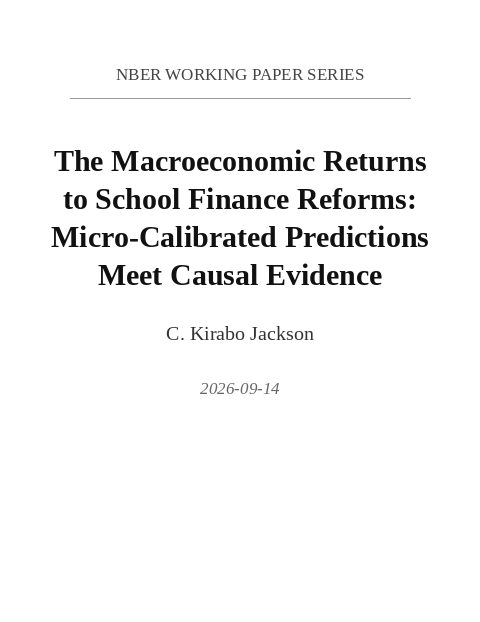 NBER WORKING PAPER SERIES
The Macroeconomic Returns
to School Finance Reforms:
Micro-Calibrated Predictions
Meet Causal Evidence
C. Kirabo Jackson
2026-09-14